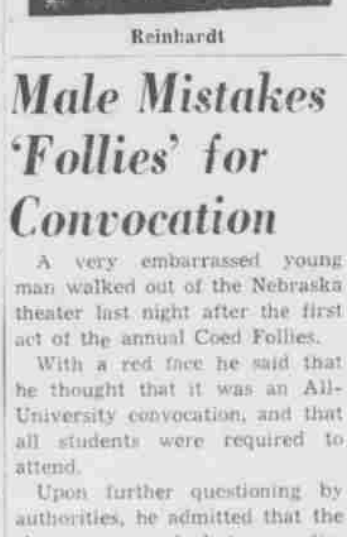 Reinhardt
Male Mistakes
'Follies' for
Convocation
A very embarrassed young
man walked out of the Nebraska
theater last night after the first
act of the annual Coed Follies.
With a red face he said that
he thought that it was an All-
University convocation, and that
all students were required to
attend.
Upon further questioning by
authorities, he admitted that the